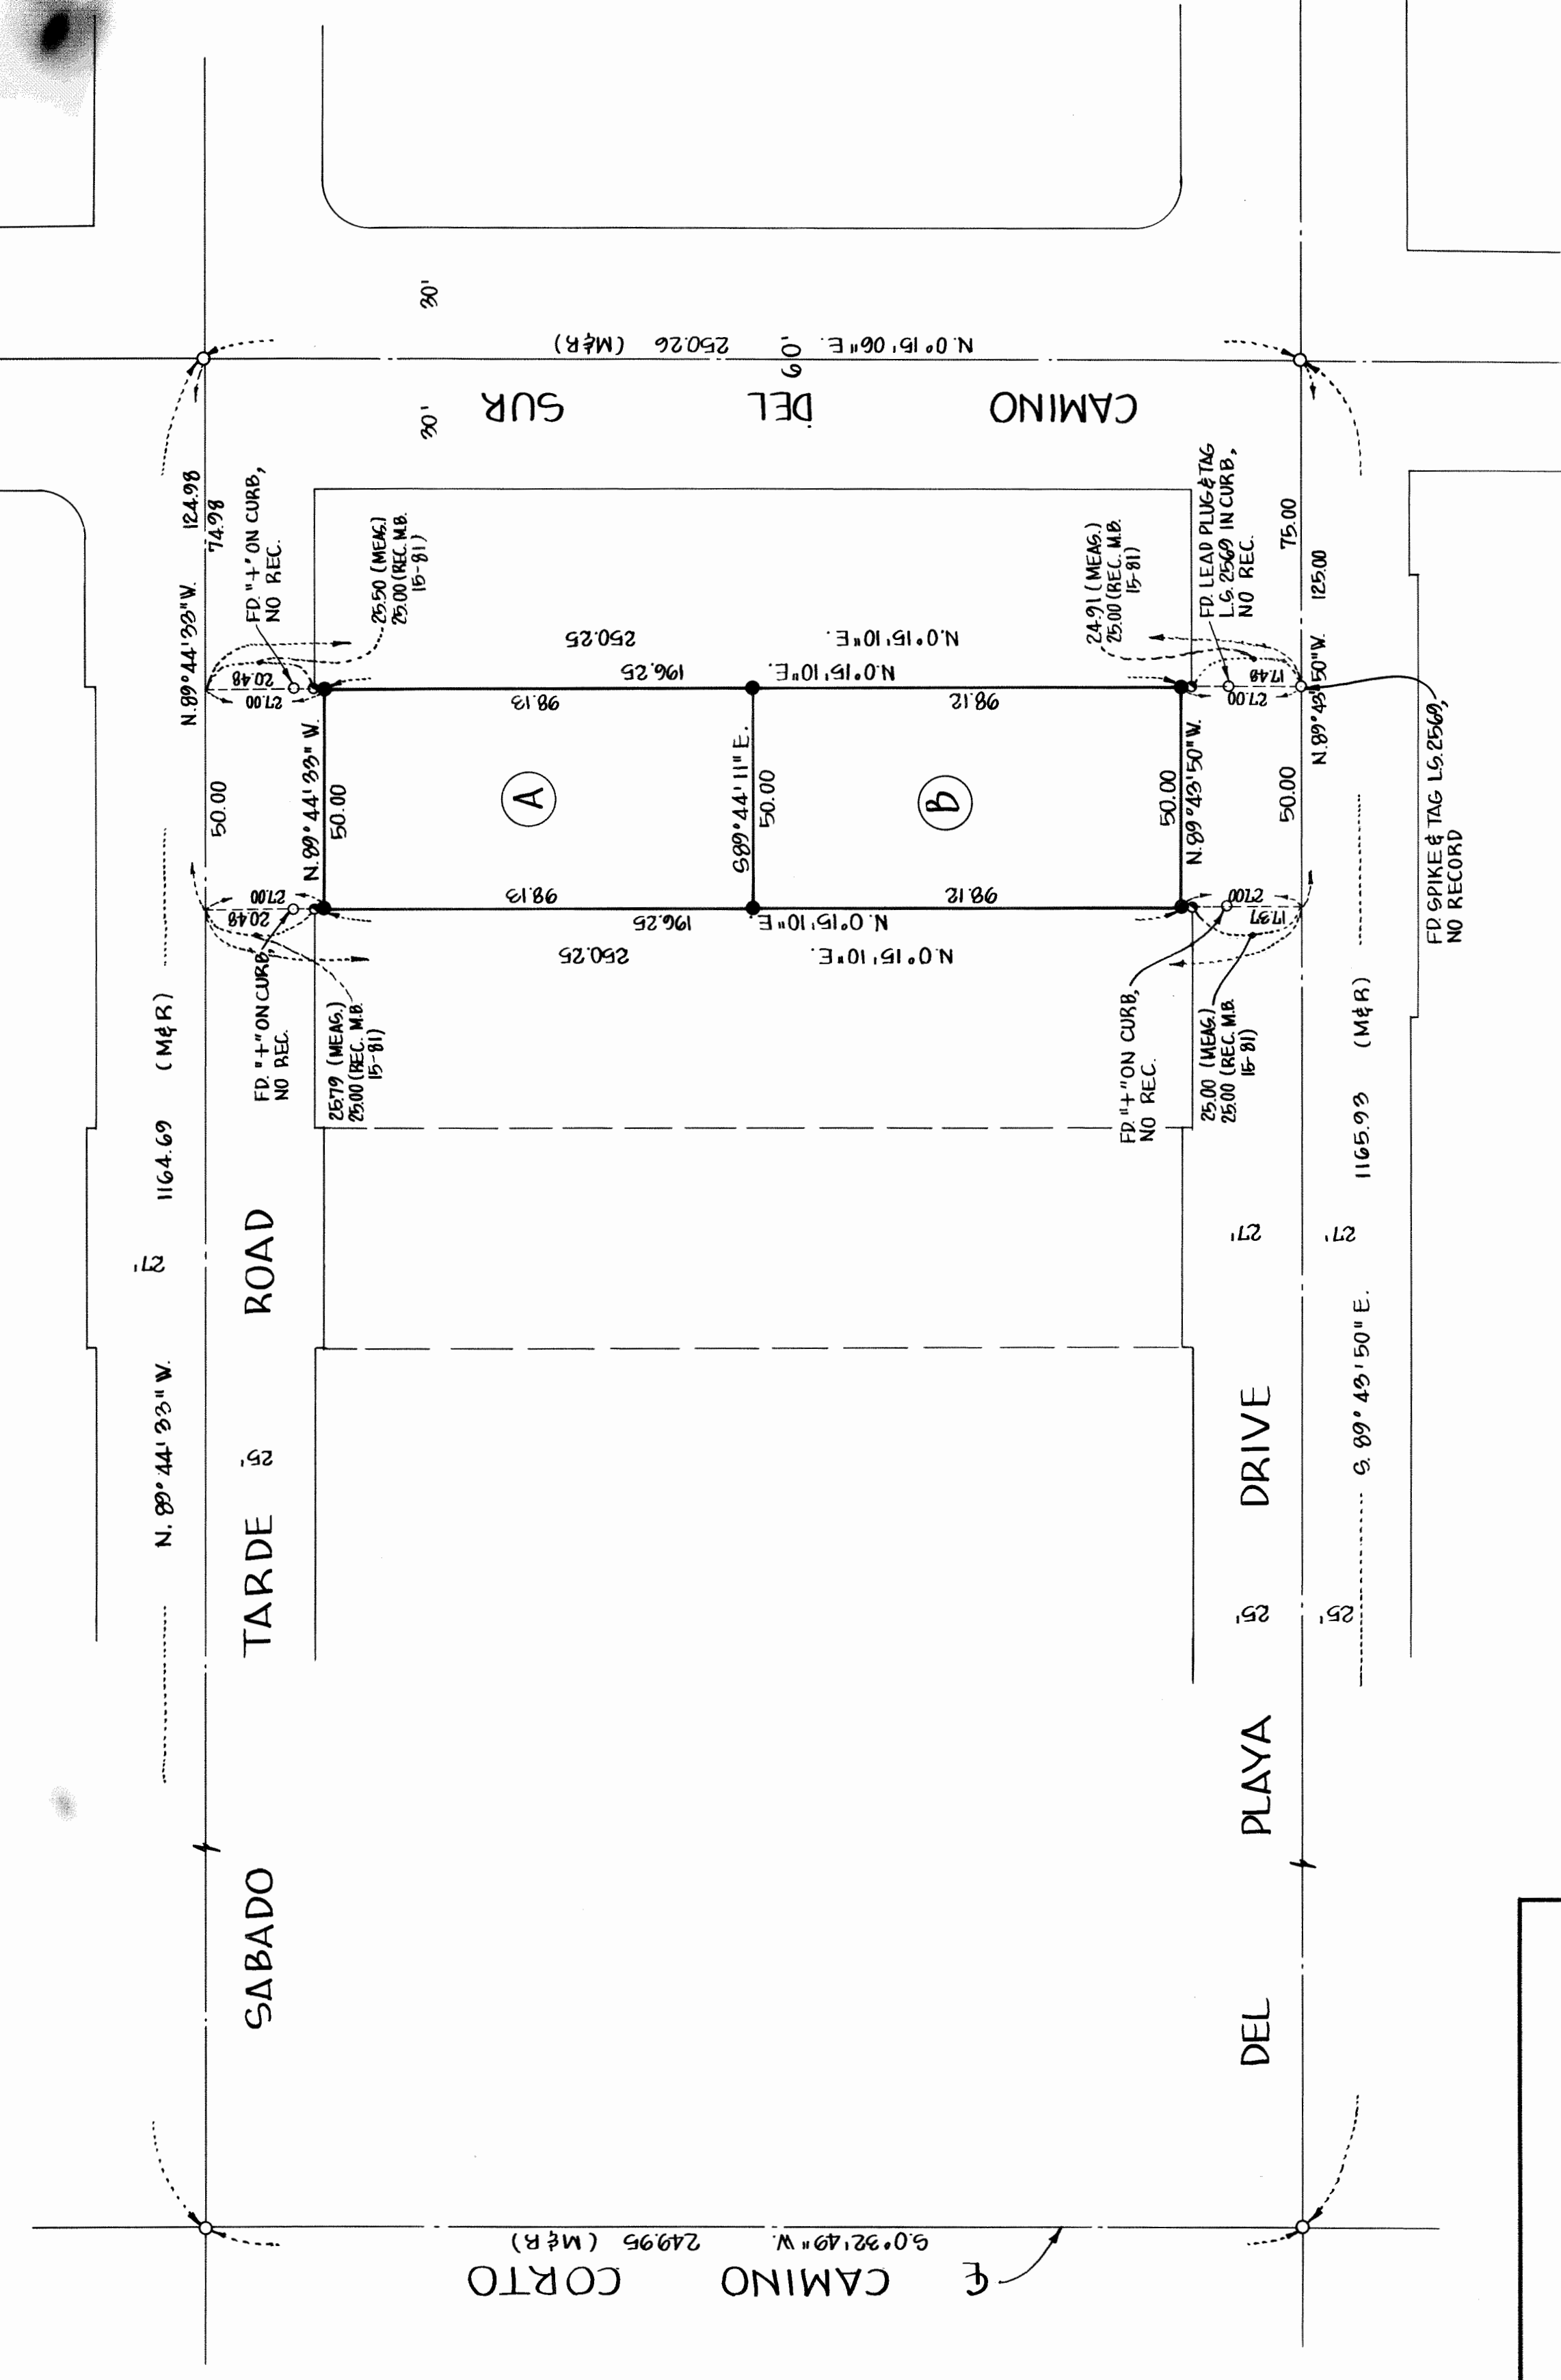 30'
N.0°15'06"E. 60' 250.26 (M&R)
CAMINO DEL SUR
30'
124.98
74.98
N.89°44'33"W.
FD. "+" ON CURB,
NO REC.
25.50 (MEAS.)
25.00 (REC. M.B.
15-81)
24.91 (MEAS.)
25.00 (REC. M.B.
15-81)
FD. LEAD PLUG & TAG
L.S. 2569 IN CURB,
NO REC.
75.00
125.00
N.89°43'50"W.
N.0°15'10"E. 250.25
N.0°15'10"E. 196.25
20.48
27.00
17.48
27.00
98.13
98.12
50.00
N.89°44'33"W.
50.00
A
S89°44'11"E.
50.00
B
50.00
N.89°43'50"W.
50.00
FD. SPIKE & TAG L.S. 2569,
NO RECORD
98.13
98.12
27.00
20.48
27.00
17.37
N.0°15'10"E. 196.25
N.0°15'10"E. 250.25
FD. "+" ON CURB,
NO REC.
25.79 (MEAS.)
25.00 (REC. M.B.
15-81)
FD. "+" ON CURB,
NO REC.
25.00 (MEAS.)
25.00 (REC. M.B.
15-81)
N. 89°44'33" W. 1164.69 (M&R)
27'
25'
SABADO TARDE ROAD
27'
27'
25'
25'
DEL PLAYA DRIVE
S. 89°43'50" E. 1165.93 (M&R)
S.0°32'49"W. 249.95 (M&R)
℄ CAMINO CORTO